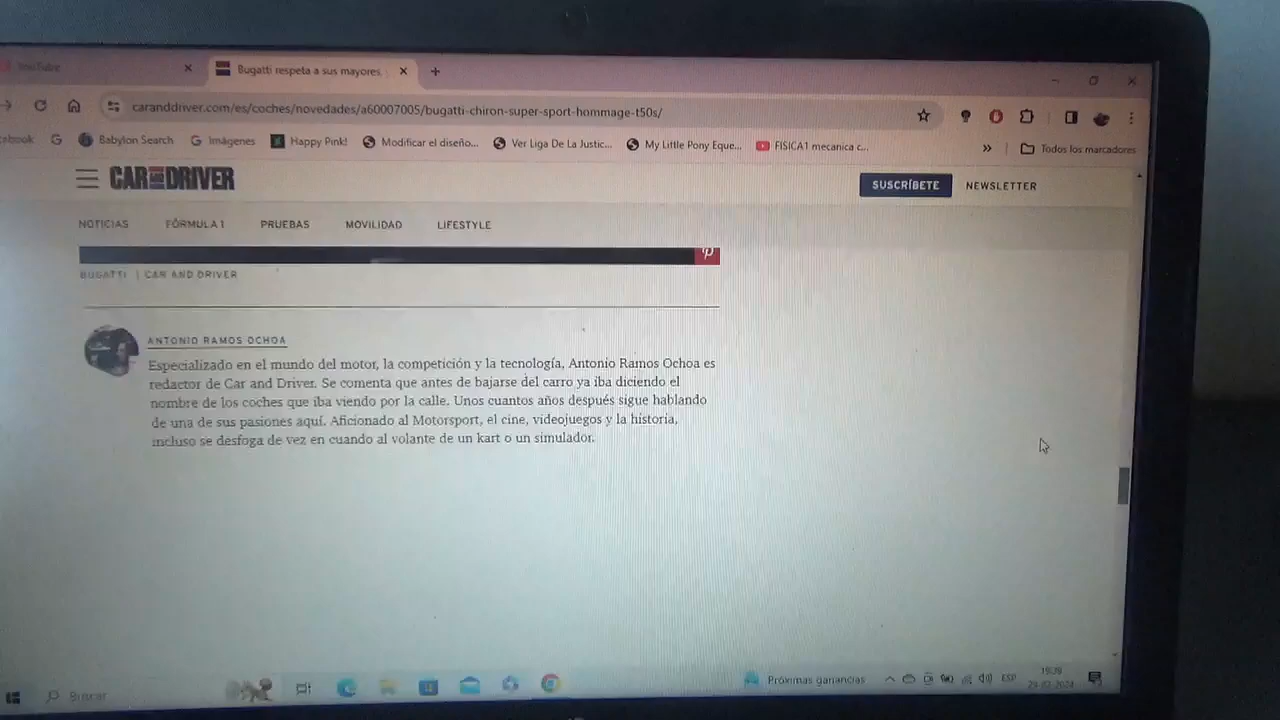 YouTube
Bugatti respeta a sus mayores,
caranddriver.com/es/coches/novedades/a60007005/bugatti-chiron-super-sport-hommage-t50s/
Babylon Search
Imágenes
Happy Pink!
Modificar el diseño...
Ver Liga De La Justic...
My Little Pony Eque...
FISICA1 mecanica c...
Todos los marcadores
CAR AND DRIVER
SUSCRÍBETE
NEWSLETTER
NOTICIAS
FÓRMULA 1
PRUEBAS
MOVILIDAD
LIFESTYLE
BUGATTI | CAR AND DRIVER
ANTONIO RAMOS OCHOA
Especializado en el mundo del motor, la competición y la tecnología, Antonio Ramos Ochoa es
redactor de Car and Driver. Se comenta que antes de bajarse del carro ya iba diciendo el
nombre de los coches que iba viendo por la calle. Unos cuantos años después sigue hablando
de una de sus pasiones aquí. Aficionado al Motorsport, el cine, videojuegos y la historia,
incluso se desfoga de vez en cuando al volante de un kart o un simulador.
Buscar
Próximas ganancias
ESP